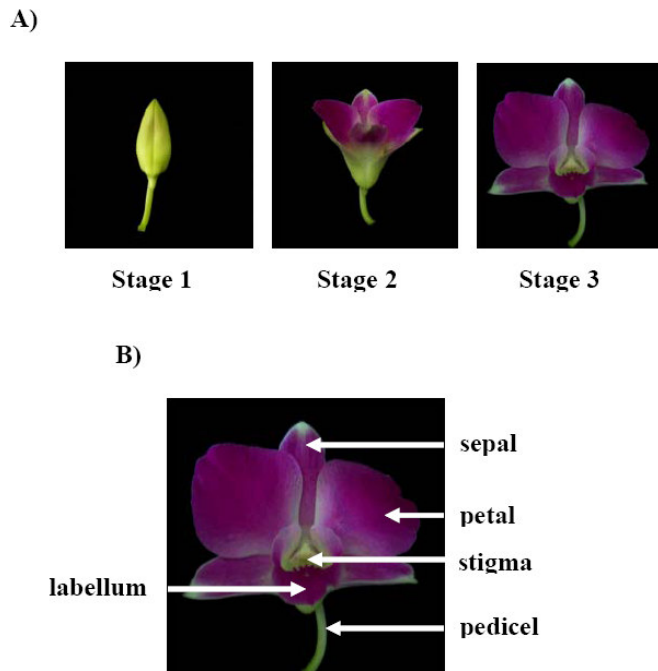 A)
Stage 1
Stage 2
Stage 3
B)
sepal
petal
stigma
labellum
pedicel